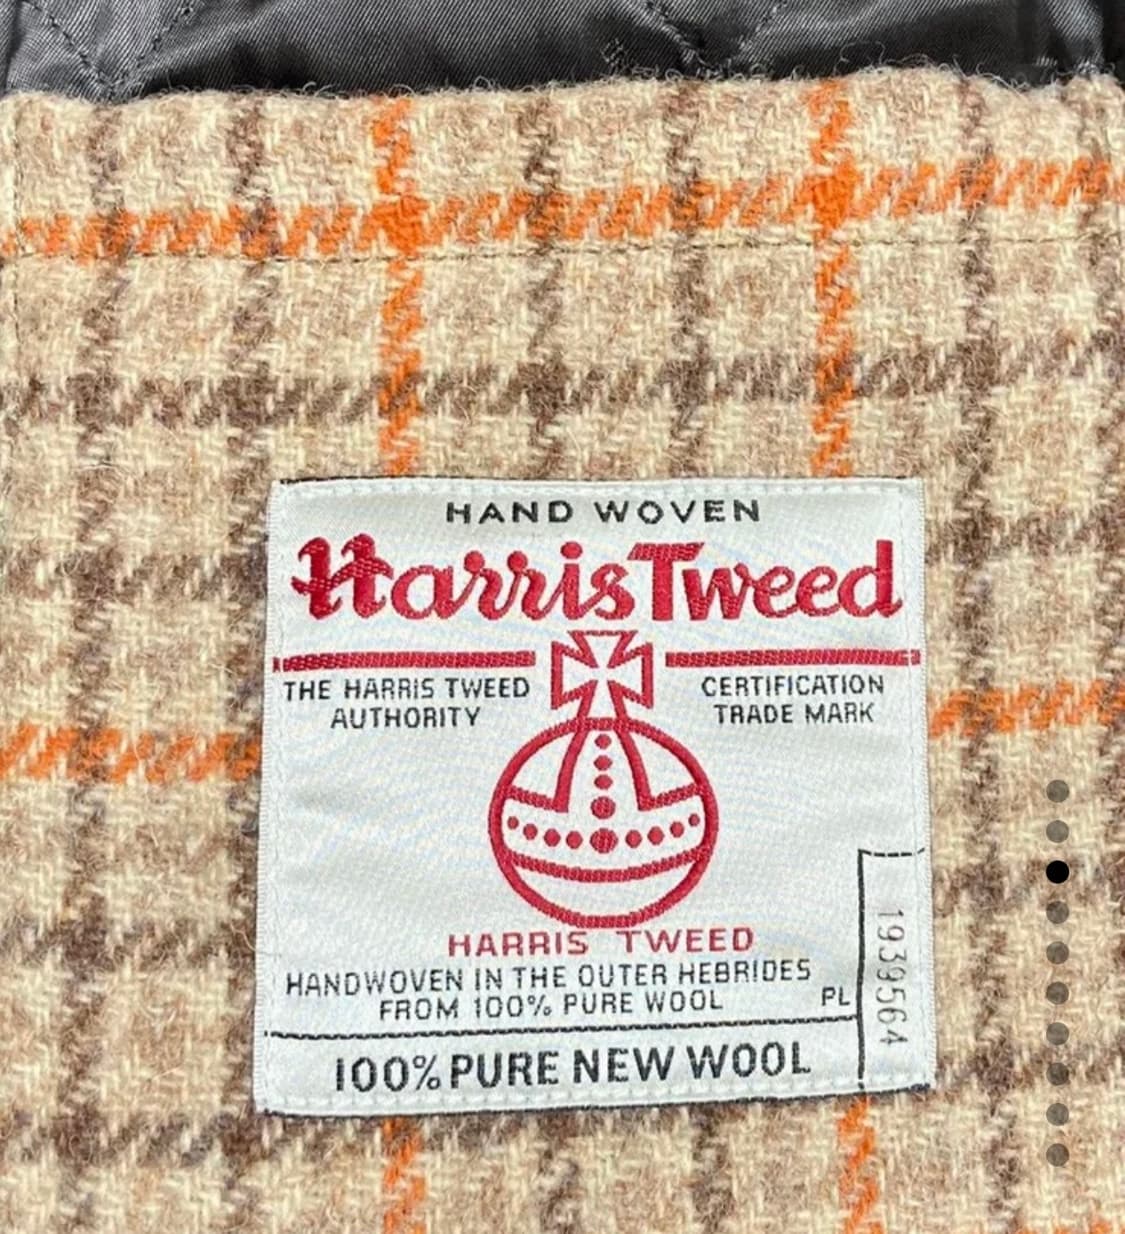 HAND WOVEN
Harris Tweed
THE HARRIS TWEED
AUTHORITY
CERTIFICATION
TRADE MARK
HARRIS TWEED
HANDWOVEN IN THE OUTER HEBRIDES
FROM 100% PURE WOOL
PL
1939564
100% PURE NEW WOOL